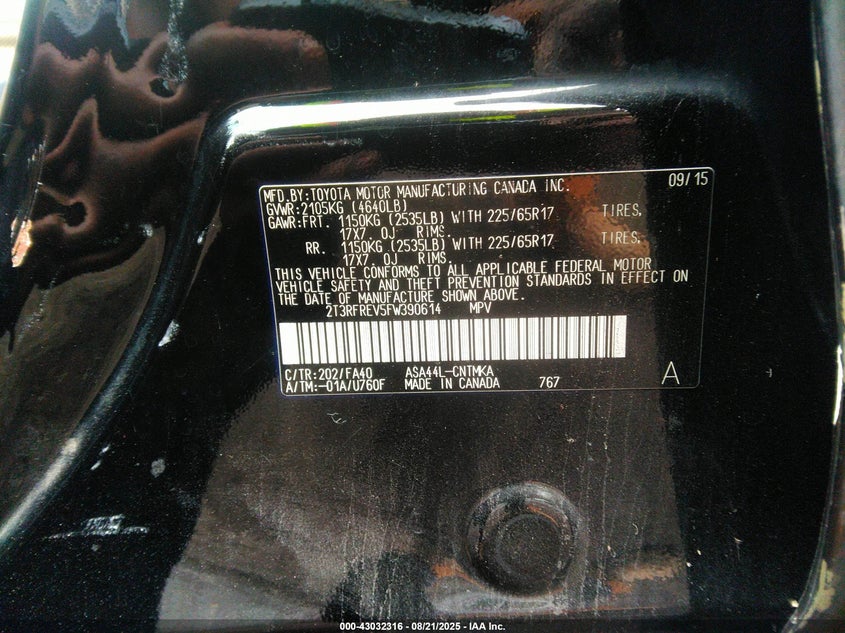 09/15
MFD.BY:TOYOTA MOTOR MANUFACTURING CANADA INC.
GVWR:2105KG (4640LB)
GAWR:FRT. 1150KG (2535LB) WITH 225/65R17 TIRES,
17X7 0J RIMS.
RR. 1150KG (2535LB) WITH 225/65R17 TIRES,
17X7 0J RIMS.
THIS VEHICLE CONFORMS TO ALL APPLICABLE FEDERAL MOTOR
VEHICLE SAFETY AND THEFT PREVENTION STANDARDS IN EFFECT ON
THE DATE OF MANUFACTURE SHOWN ABOVE.
2T3RFREV5FW390614 MPV
C/TR:202/FA40 ASA44L-CNTMKA
A/TM:-01A/U760F MADE IN CANADA 767 A
000-43032316 - 08/21/2025 - IAA Inc.